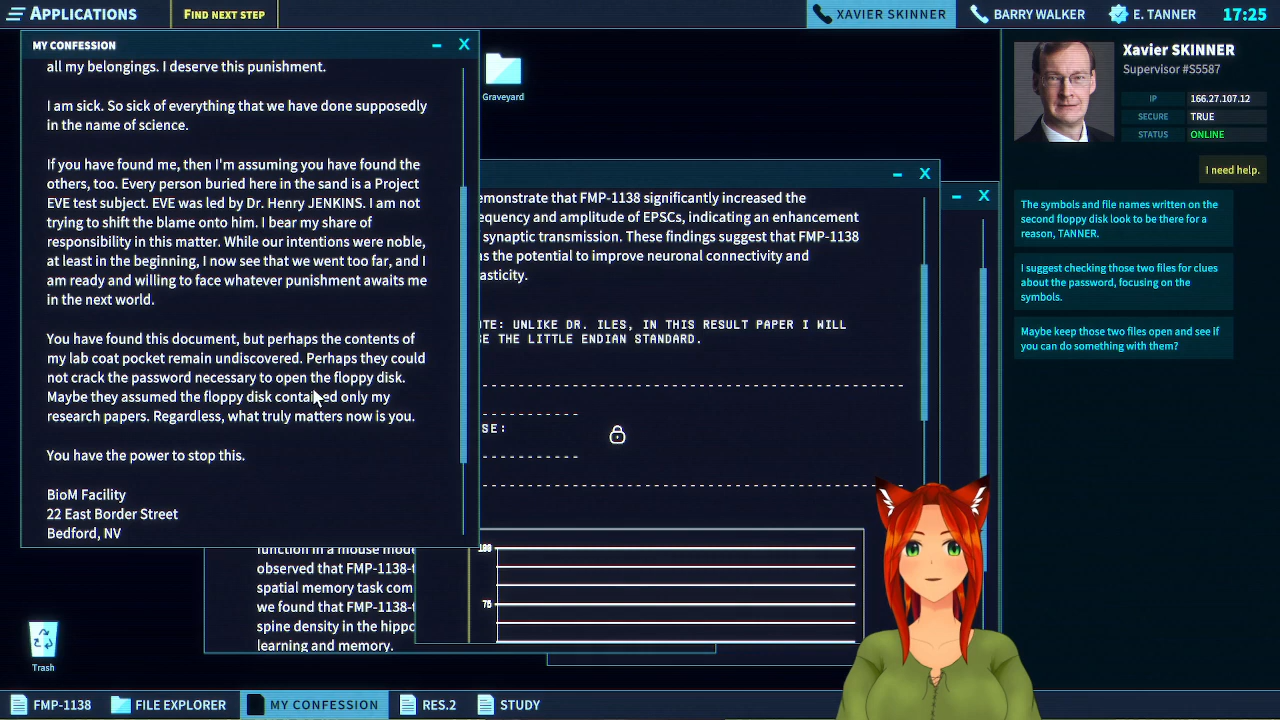 APPLICATIONS
FIND NEXT STEP
XAVIER SKINNER
BARRY WALKER
E. TANNER
17:25
MY CONFESSION
all my belongings. I deserve this punishment.
I am sick. So sick of everything that we have done supposedly
in the name of science.
If you have found me, then I'm assuming you have found the
others, too. Every person buried here in the sand is a Project
EVE test subject. EVE was led by Dr. Henry JENKINS. I am not
trying to shift the blame onto him. I bear my share of
responsibility in this matter. While our intentions were noble,
at least in the beginning, I now see that we went too far, and I
am ready and willing to face whatever punishment awaits me
in the next world.
You have found this document, but perhaps the contents of
my lab coat pocket remain undiscovered. Perhaps they could
not crack the password necessary to open the floppy disk.
Maybe they assumed the floppy disk contained only my
research papers. Regardless, what truly matters now is you.
You have the power to stop this.
BioM Facility
22 East Border Street
Bedford, NV
Graveyard
emonstrate that FMP-1138 significantly increased the
equency and amplitude of EPSCs, indicating an enhancement
synaptic transmission. These findings suggest that FMP-1138
as the potential to improve neuronal connectivity and
asticity.
TE: UNLIKE DR. ILES, IN THIS RESULT PAPER I WILL
SE THE LITTLE ENDIAN STANDARD.
SE:
100
75
function in a mouse mode
observed that FMP-1138-t
spatial memory task com
we found that FMP-1138-t
spine density in the hippo
learning and memory.
Xavier SKINNER
Supervisor #S5587
IP 166.27.107.12
SECURE TRUE
STATUS ONLINE
I need help.
The symbols and file names written on the
second floppy disk look to be there for a
reason, TANNER.
I suggest checking those two files for clues
about the password, focusing on the
symbols.
Maybe keep those two files open and see if
you can do something with them?
Trash
FMP-1138
FILE EXPLORER
MY CONFESSION
RES.2
STUDY